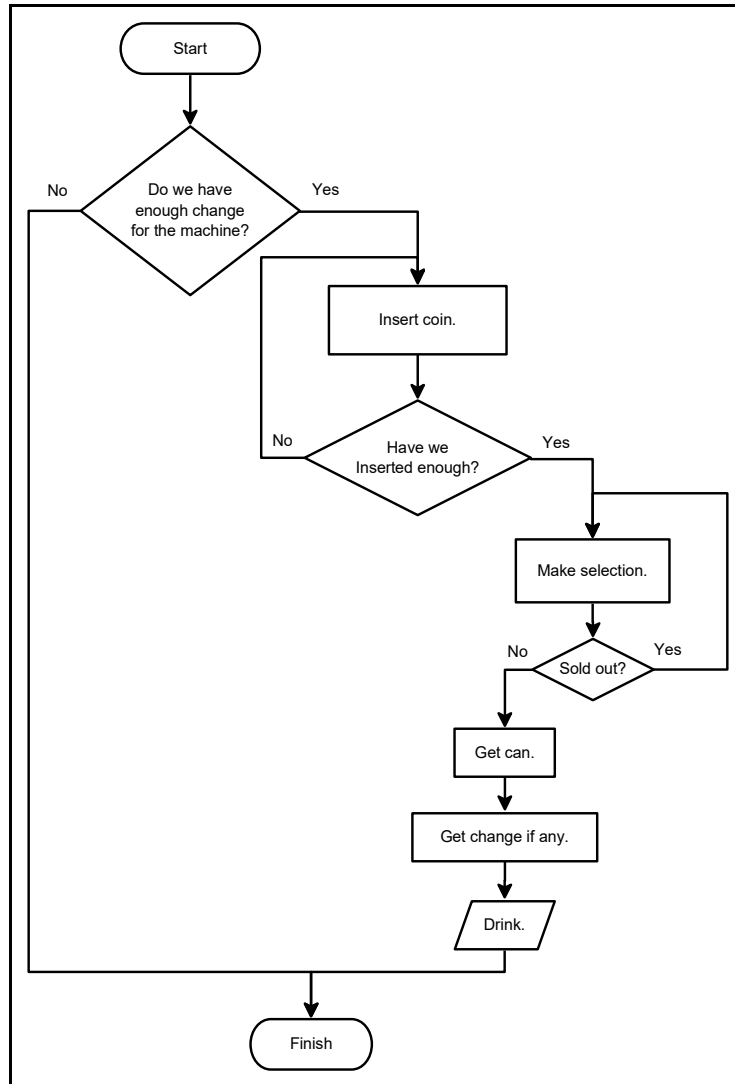 Start
No
Do we have
enough change
for the machine?
Yes
Insert coin.
No
Have we
Inserted enough?
Yes
Make selection.
No
Sold out?
Yes
Get can.
Get change if any.
Drink.
Finish